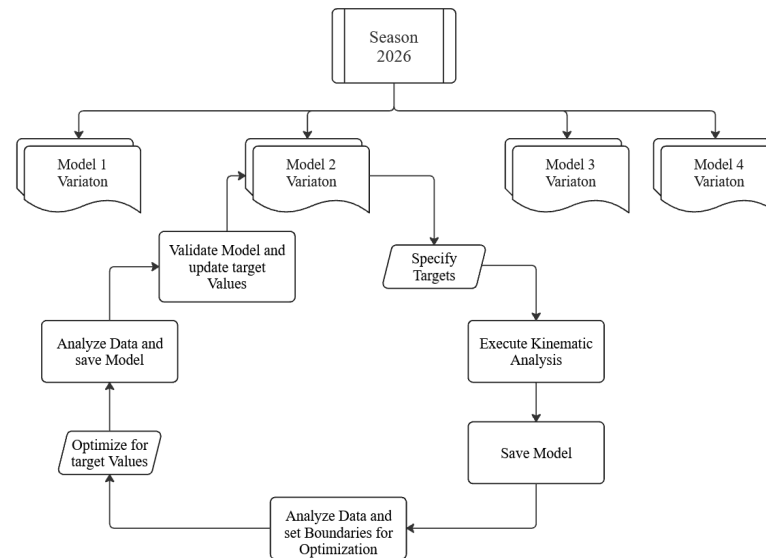 Season
2026
Model 1
Variaton
Model 2
Variaton
Model 3
Variaton
Model 4
Variaton
Validate Model and
update target
Values
Specify
Targets
Analyze Data and
save Model
Execute Kinematic
Analysis
Optimize for
target Values
Save Model
Analyze Data and
set Boundaries for
Optimization